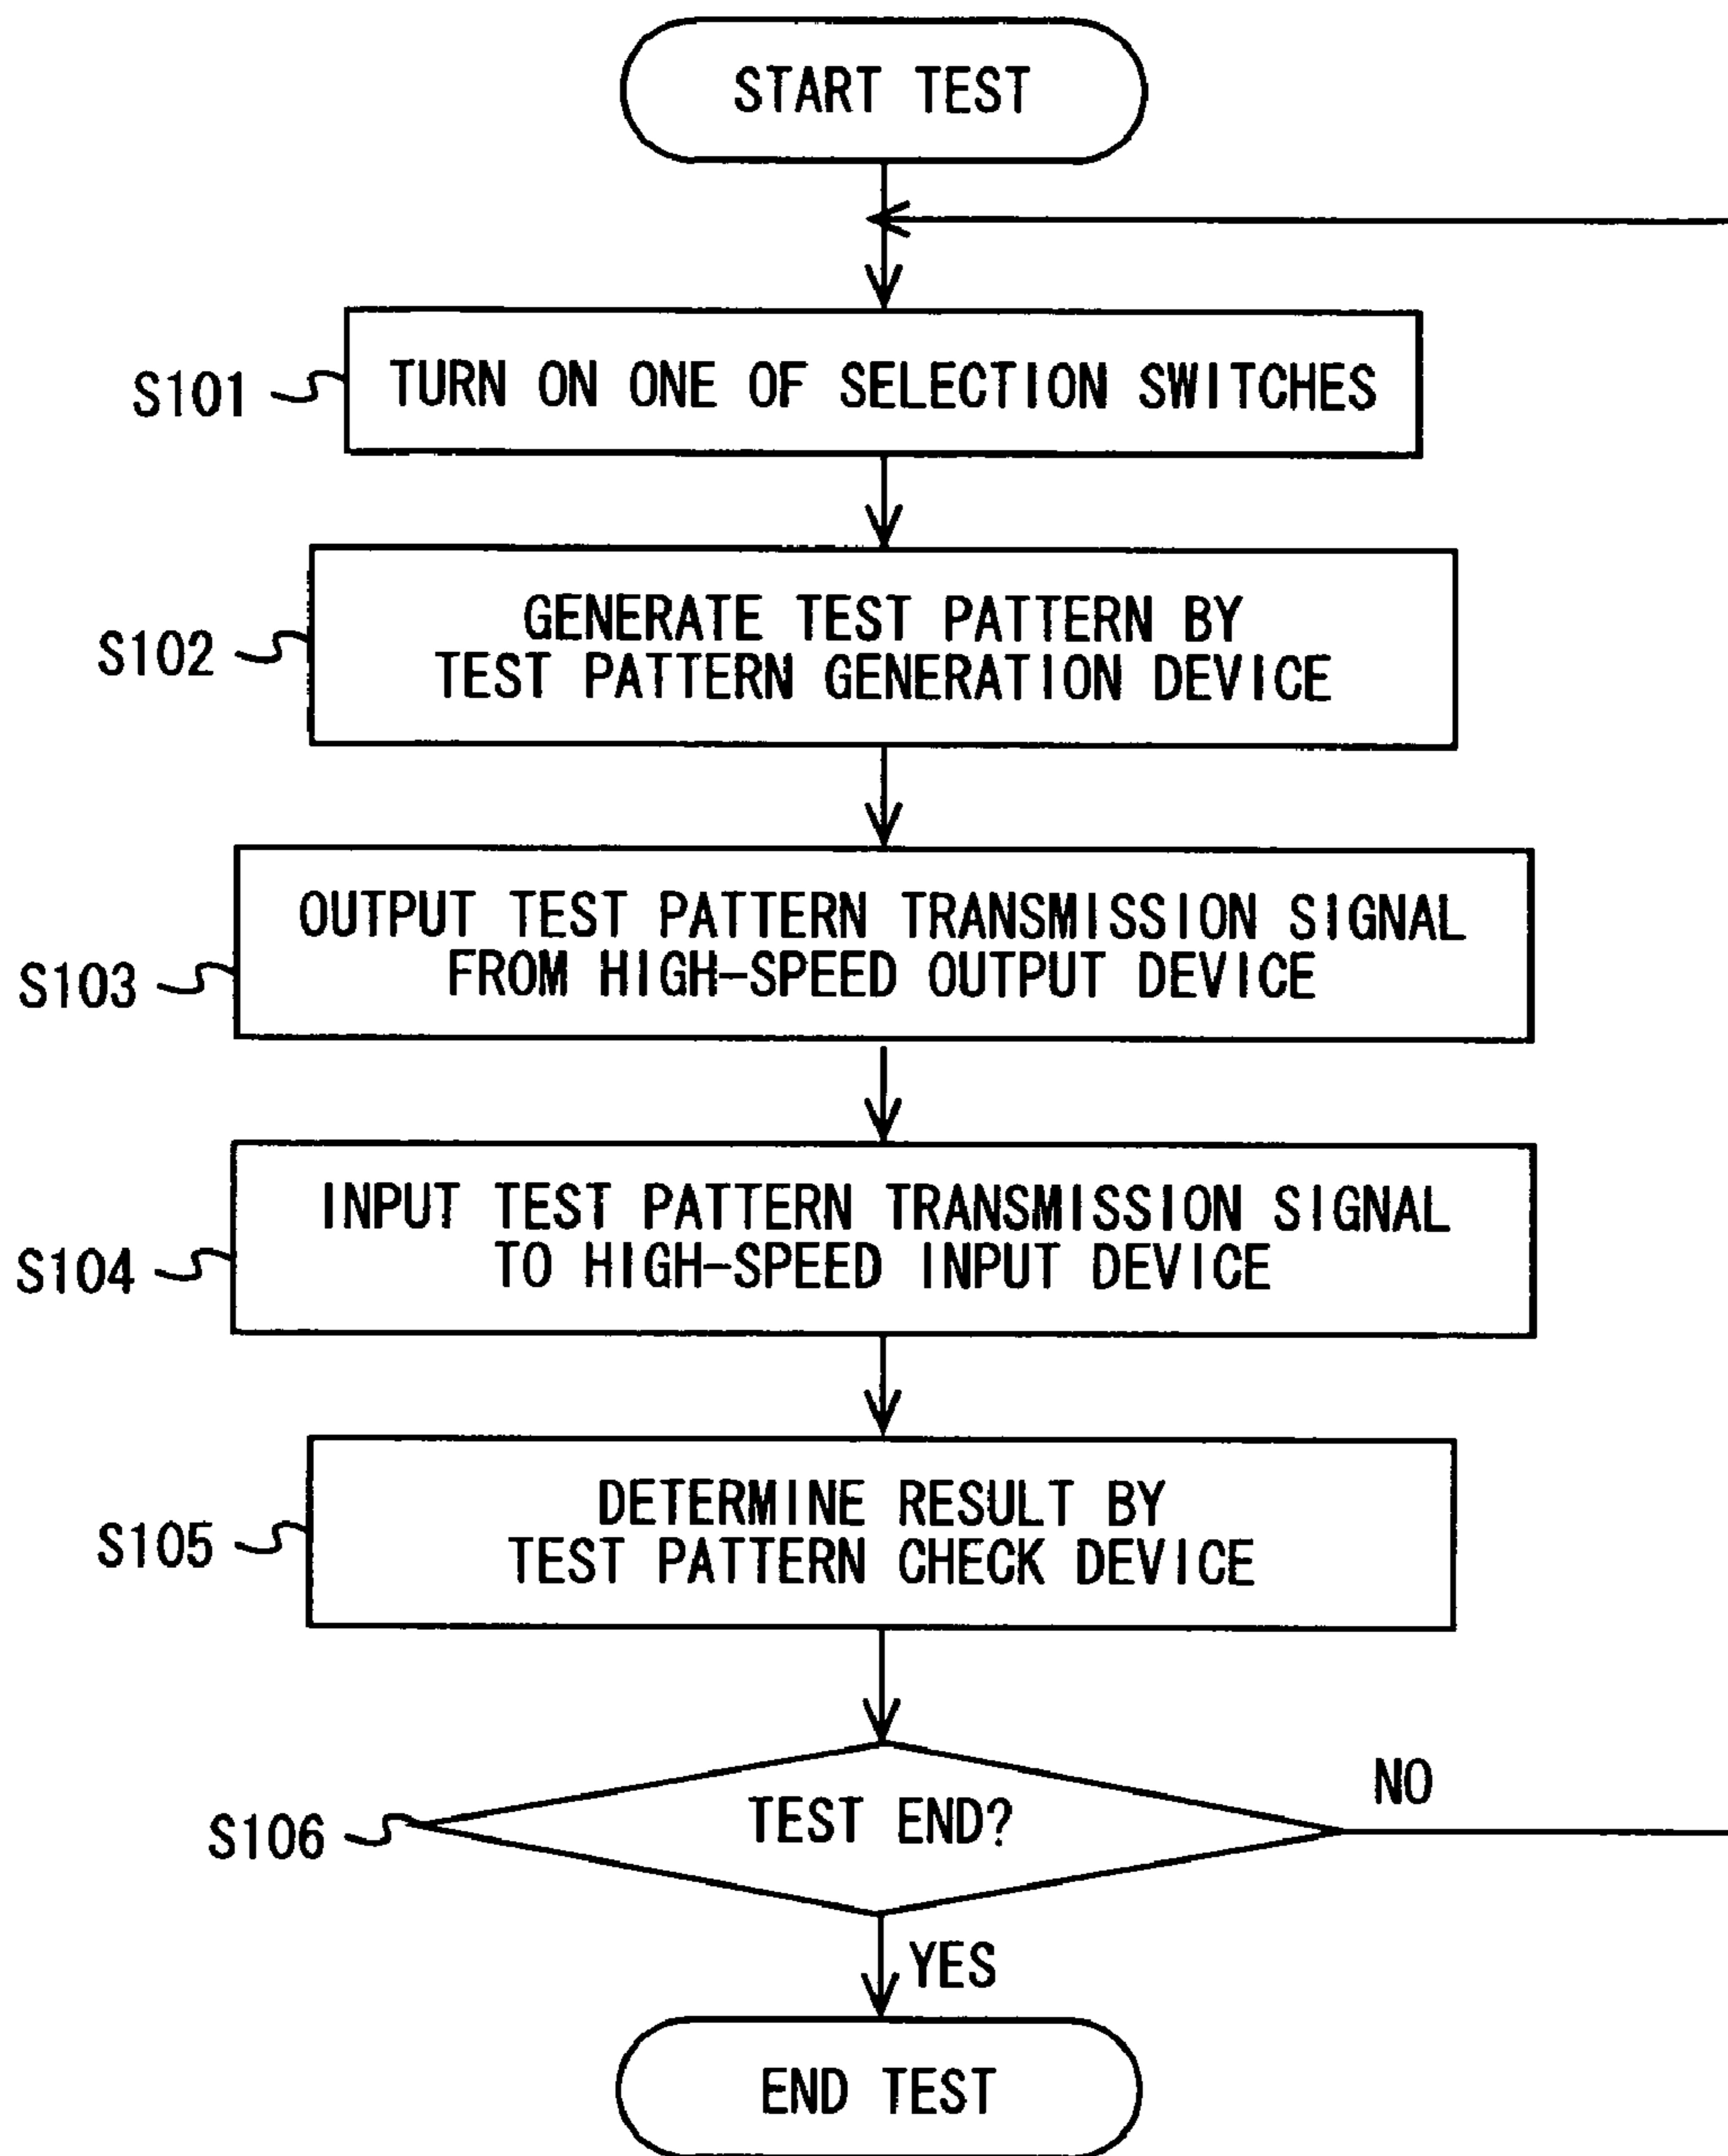 START TEST
S101
TURN ON ONE OF SELECTION SWITCHES
S102
GENERATE TEST PATTERN BY
TEST PATTERN GENERATION DEVICE
S103
OUTPUT TEST PATTERN TRANSMISSION SIGNAL
FROM HIGH-SPEED OUTPUT DEVICE
S104
INPUT TEST PATTERN TRANSMISSION SIGNAL
TO HIGH-SPEED INPUT DEVICE
S105
DETERMINE RESULT BY
TEST PATTERN CHECK DEVICE
S106
TEST END?
NO
YES
END TEST